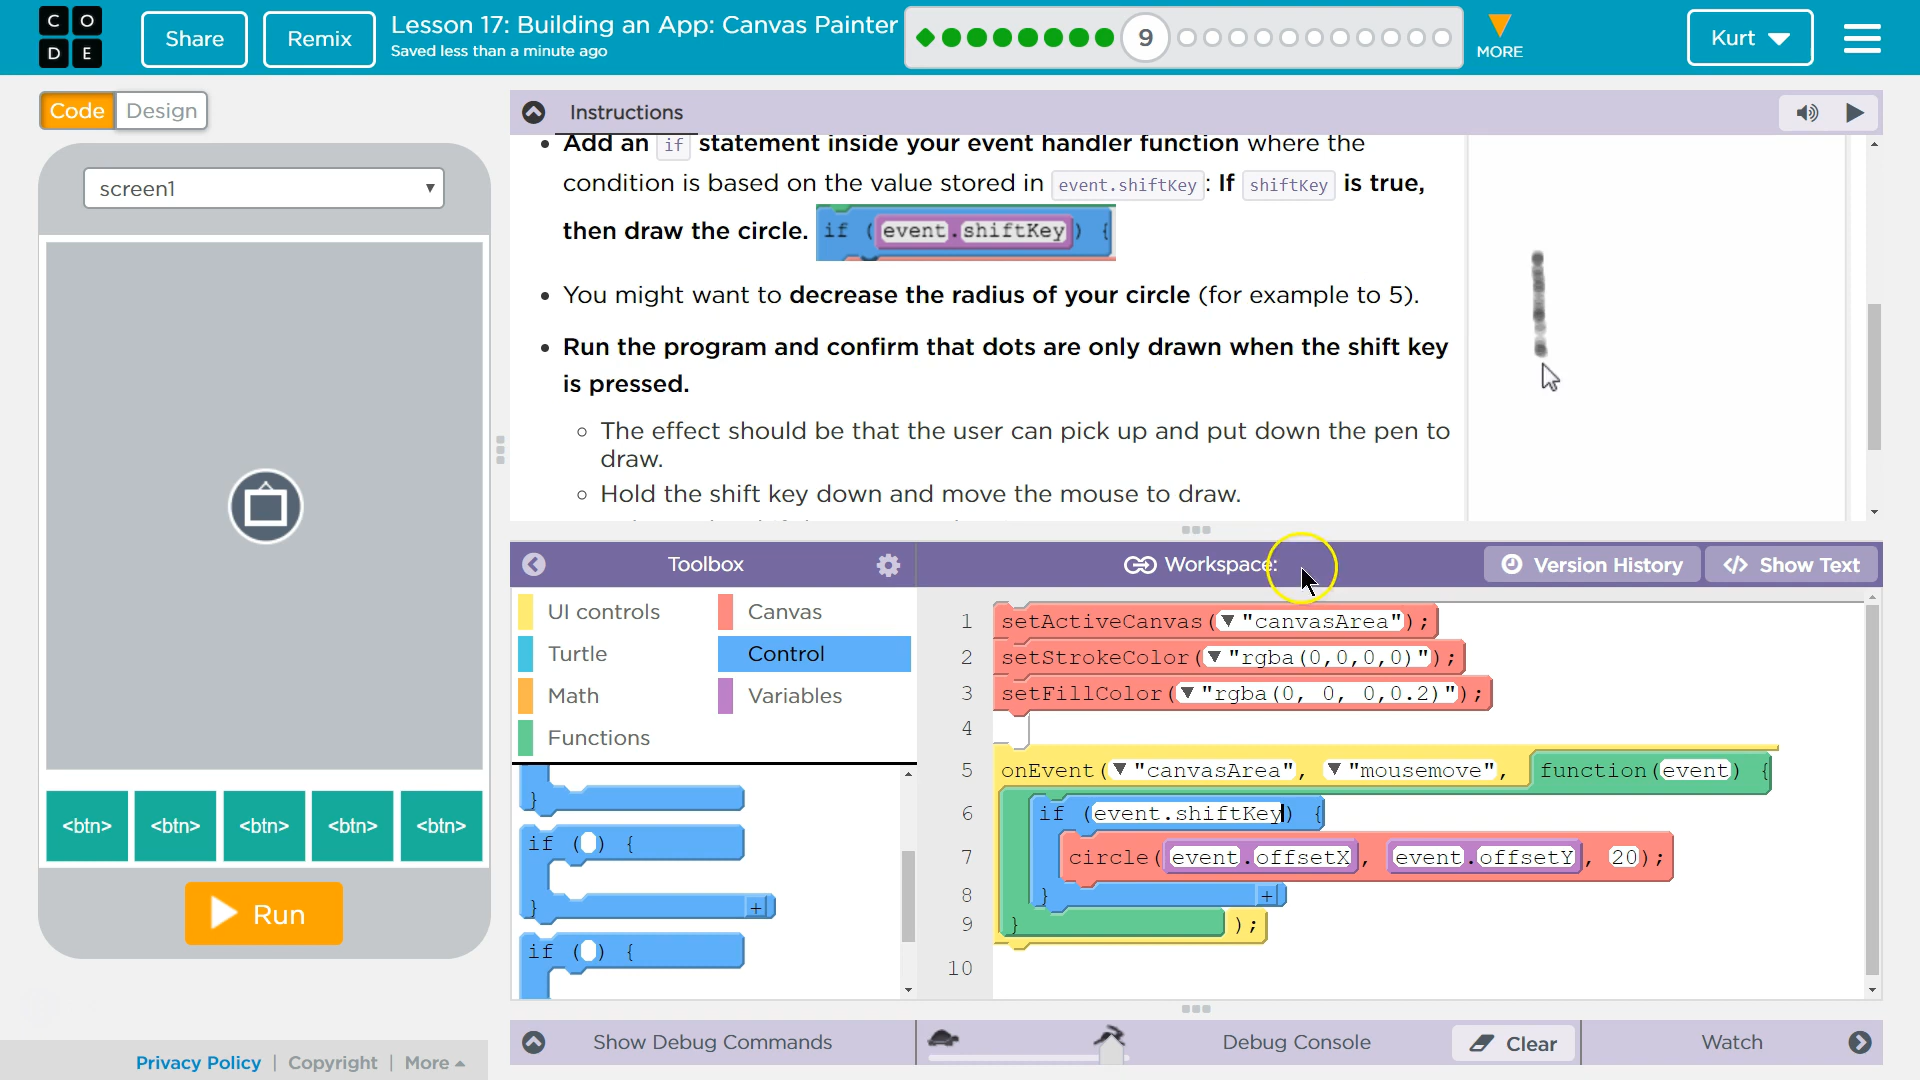 CODE
Share
Remix
Lesson 17: Building an App: Canvas Painter
Saved less than a minute ago
9
MORE
Kurt
Code
Design
screen1
<btn>
<btn>
<btn>
<btn>
<btn>
Run
Privacy Policy | Copyright | More
Instructions
Add an if statement inside your event handler function where the
condition is based on the value stored in event.shiftKey: If shiftKey is true,
then draw the circle. if (event.shiftKey) {
You might want to decrease the radius of your circle (for example to 5).
Run the program and confirm that dots are only drawn when the shift key
is pressed.
The effect should be that the user can pick up and put down the pen to
draw.
Hold the shift key down and move the mouse to draw.
Toolbox
Workspace:
Version History
</> Show Text
UI controls
Canvas
Turtle
Control
Math
Variables
Functions
}
if () {
} +
if () {
1 setActiveCanvas("canvasArea");
2 setStrokeColor("rgba(0,0,0,0)");
3 setFillColor("rgba(0, 0, 0,0.2)");
4
5 onEvent("canvasArea", "mousemove", function(event) {
6 if (event.shiftKey) {
7 circle(event.offsetX, event.offsetY, 20);
8 } +
9 } );
10
Show Debug Commands
Debug Console
Clear
Watch